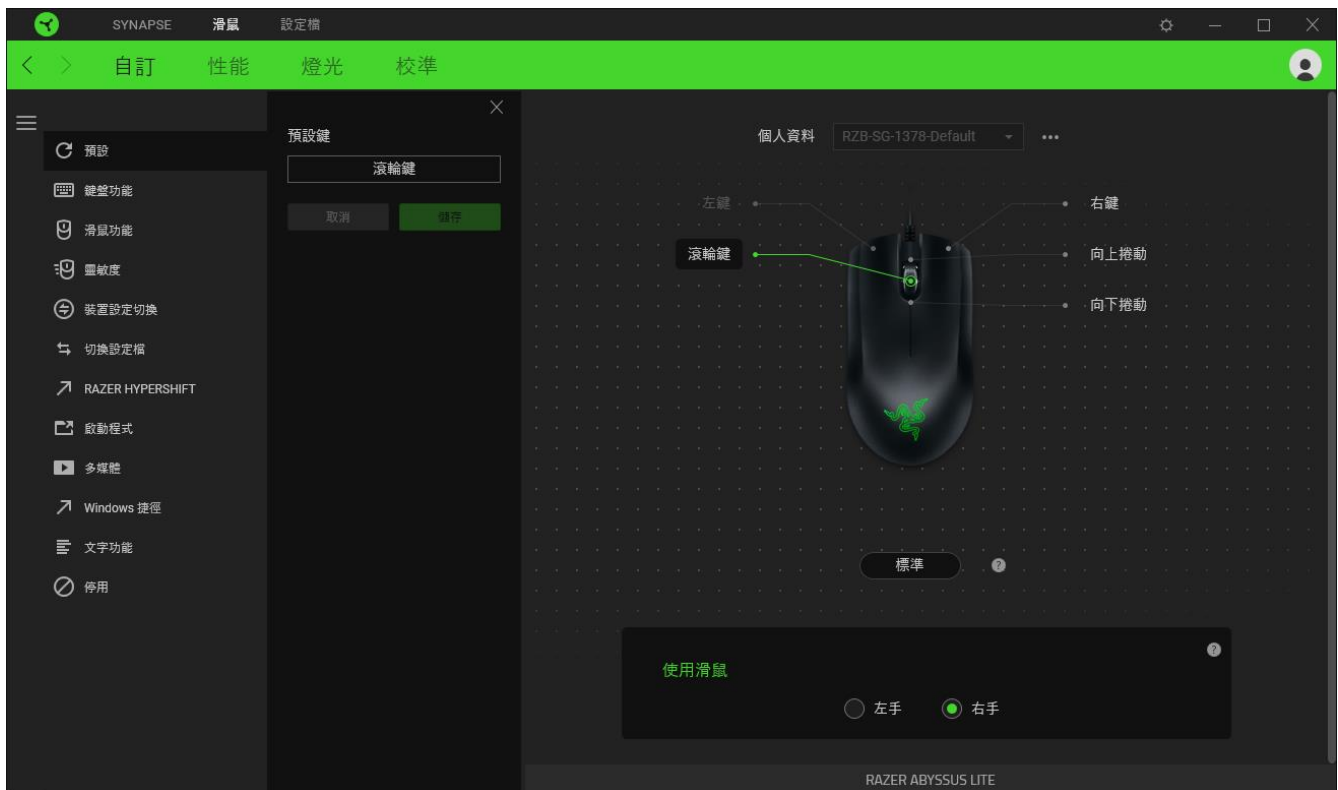 SYNAPSE 滑鼠 設定檔
自訂 性能 燈光 校準
預設
鍵盤功能
滑鼠功能
靈敏度
裝置設定切換
切換設定檔
RAZER HYPERSHIFT
啟動程式
多媒體
Windows 捷徑
文字功能
停用
預設鍵
滾輪鍵
取消 儲存
個人資料 RZB-SG-1378-Default
左鍵 右鍵
滾輪鍵 向上捲動
向下捲動
標準 ?
使用滑鼠 ?
左手 右手
RAZER ABYSSUS LITE